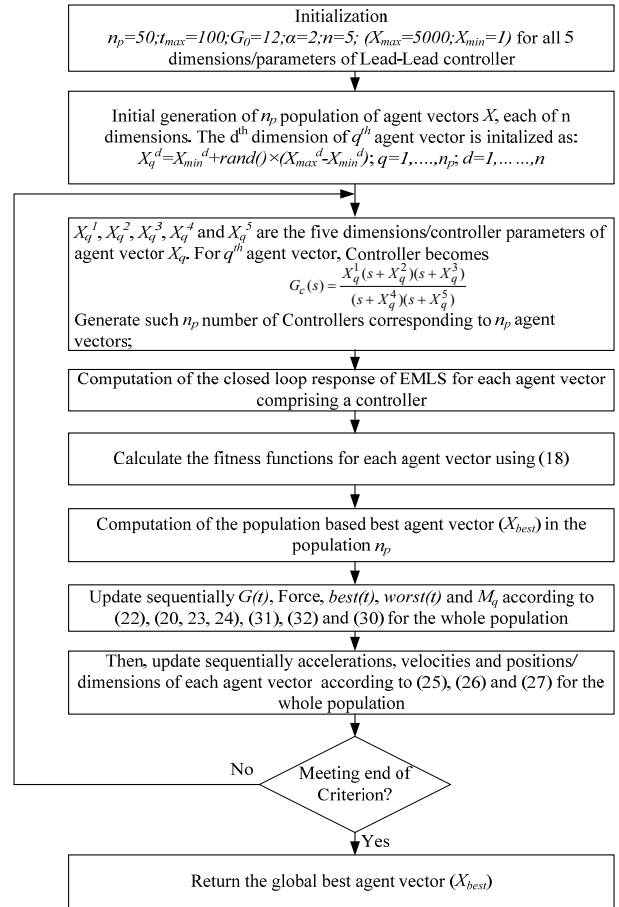 Initialization
n_p=50;t_max=100;G_0=12;α=2;n=5; (X_max=5000;X_min=1) for all 5
dimensions/parameters of Lead-Lead controller
Initial generation of n_p population of agent vectors X, each of n
dimensions. The d^th dimension of q^th agent vector is initalized as:
X_q^d=X_min^d+rand()×(X_max^d-X_min^d); q=1,....,n_p; d=1,... ...,n
X_q^1, X_q^2, X_q^3, X_q^4 and X_q^5 are the five dimensions/controller parameters of
agent vector X_q. For q^th agent vector, Controller becomes
G_c(s) = X_q^1(s+X_q^2)(s+X_q^3) / (s+X_q^4)(s+X_q^5)
Generate such n_p number of Controllers corresponding to n_p agent
vectors;
Computation of the closed loop response of EMLS for each agent vector
comprising a controller
Calculate the fitness functions for each agent vector using (18)
Computation of the population based best agent vector (X_best) in the
population n_p
Update sequentially G(t), Force, best(t), worst(t) and M_q according to
(22), (20, 23, 24), (31), (32) and (30) for the whole population
Then, update sequentially accelerations, velocities and positions/
dimensions of each agent vector according to (25), (26) and (27) for the
whole population
No
Meeting end of
Criterion?
Yes
Return the global best agent vector (X_best)